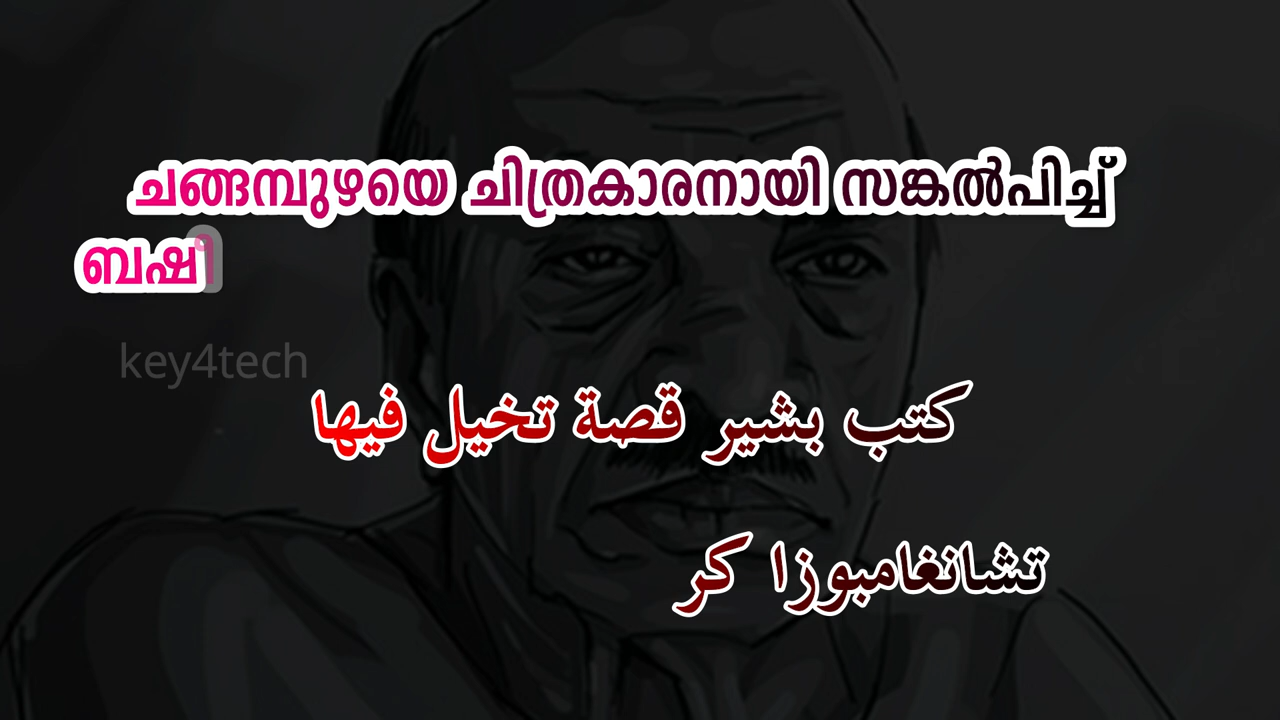 ചങ്ങമ്പുഴയെ ചിത്രകാരനായി സങ്കൽപിച്ച്
ബഷീ
key4tech
كتب بشير قصة تخيل فيها
تشانغامبوزا كر